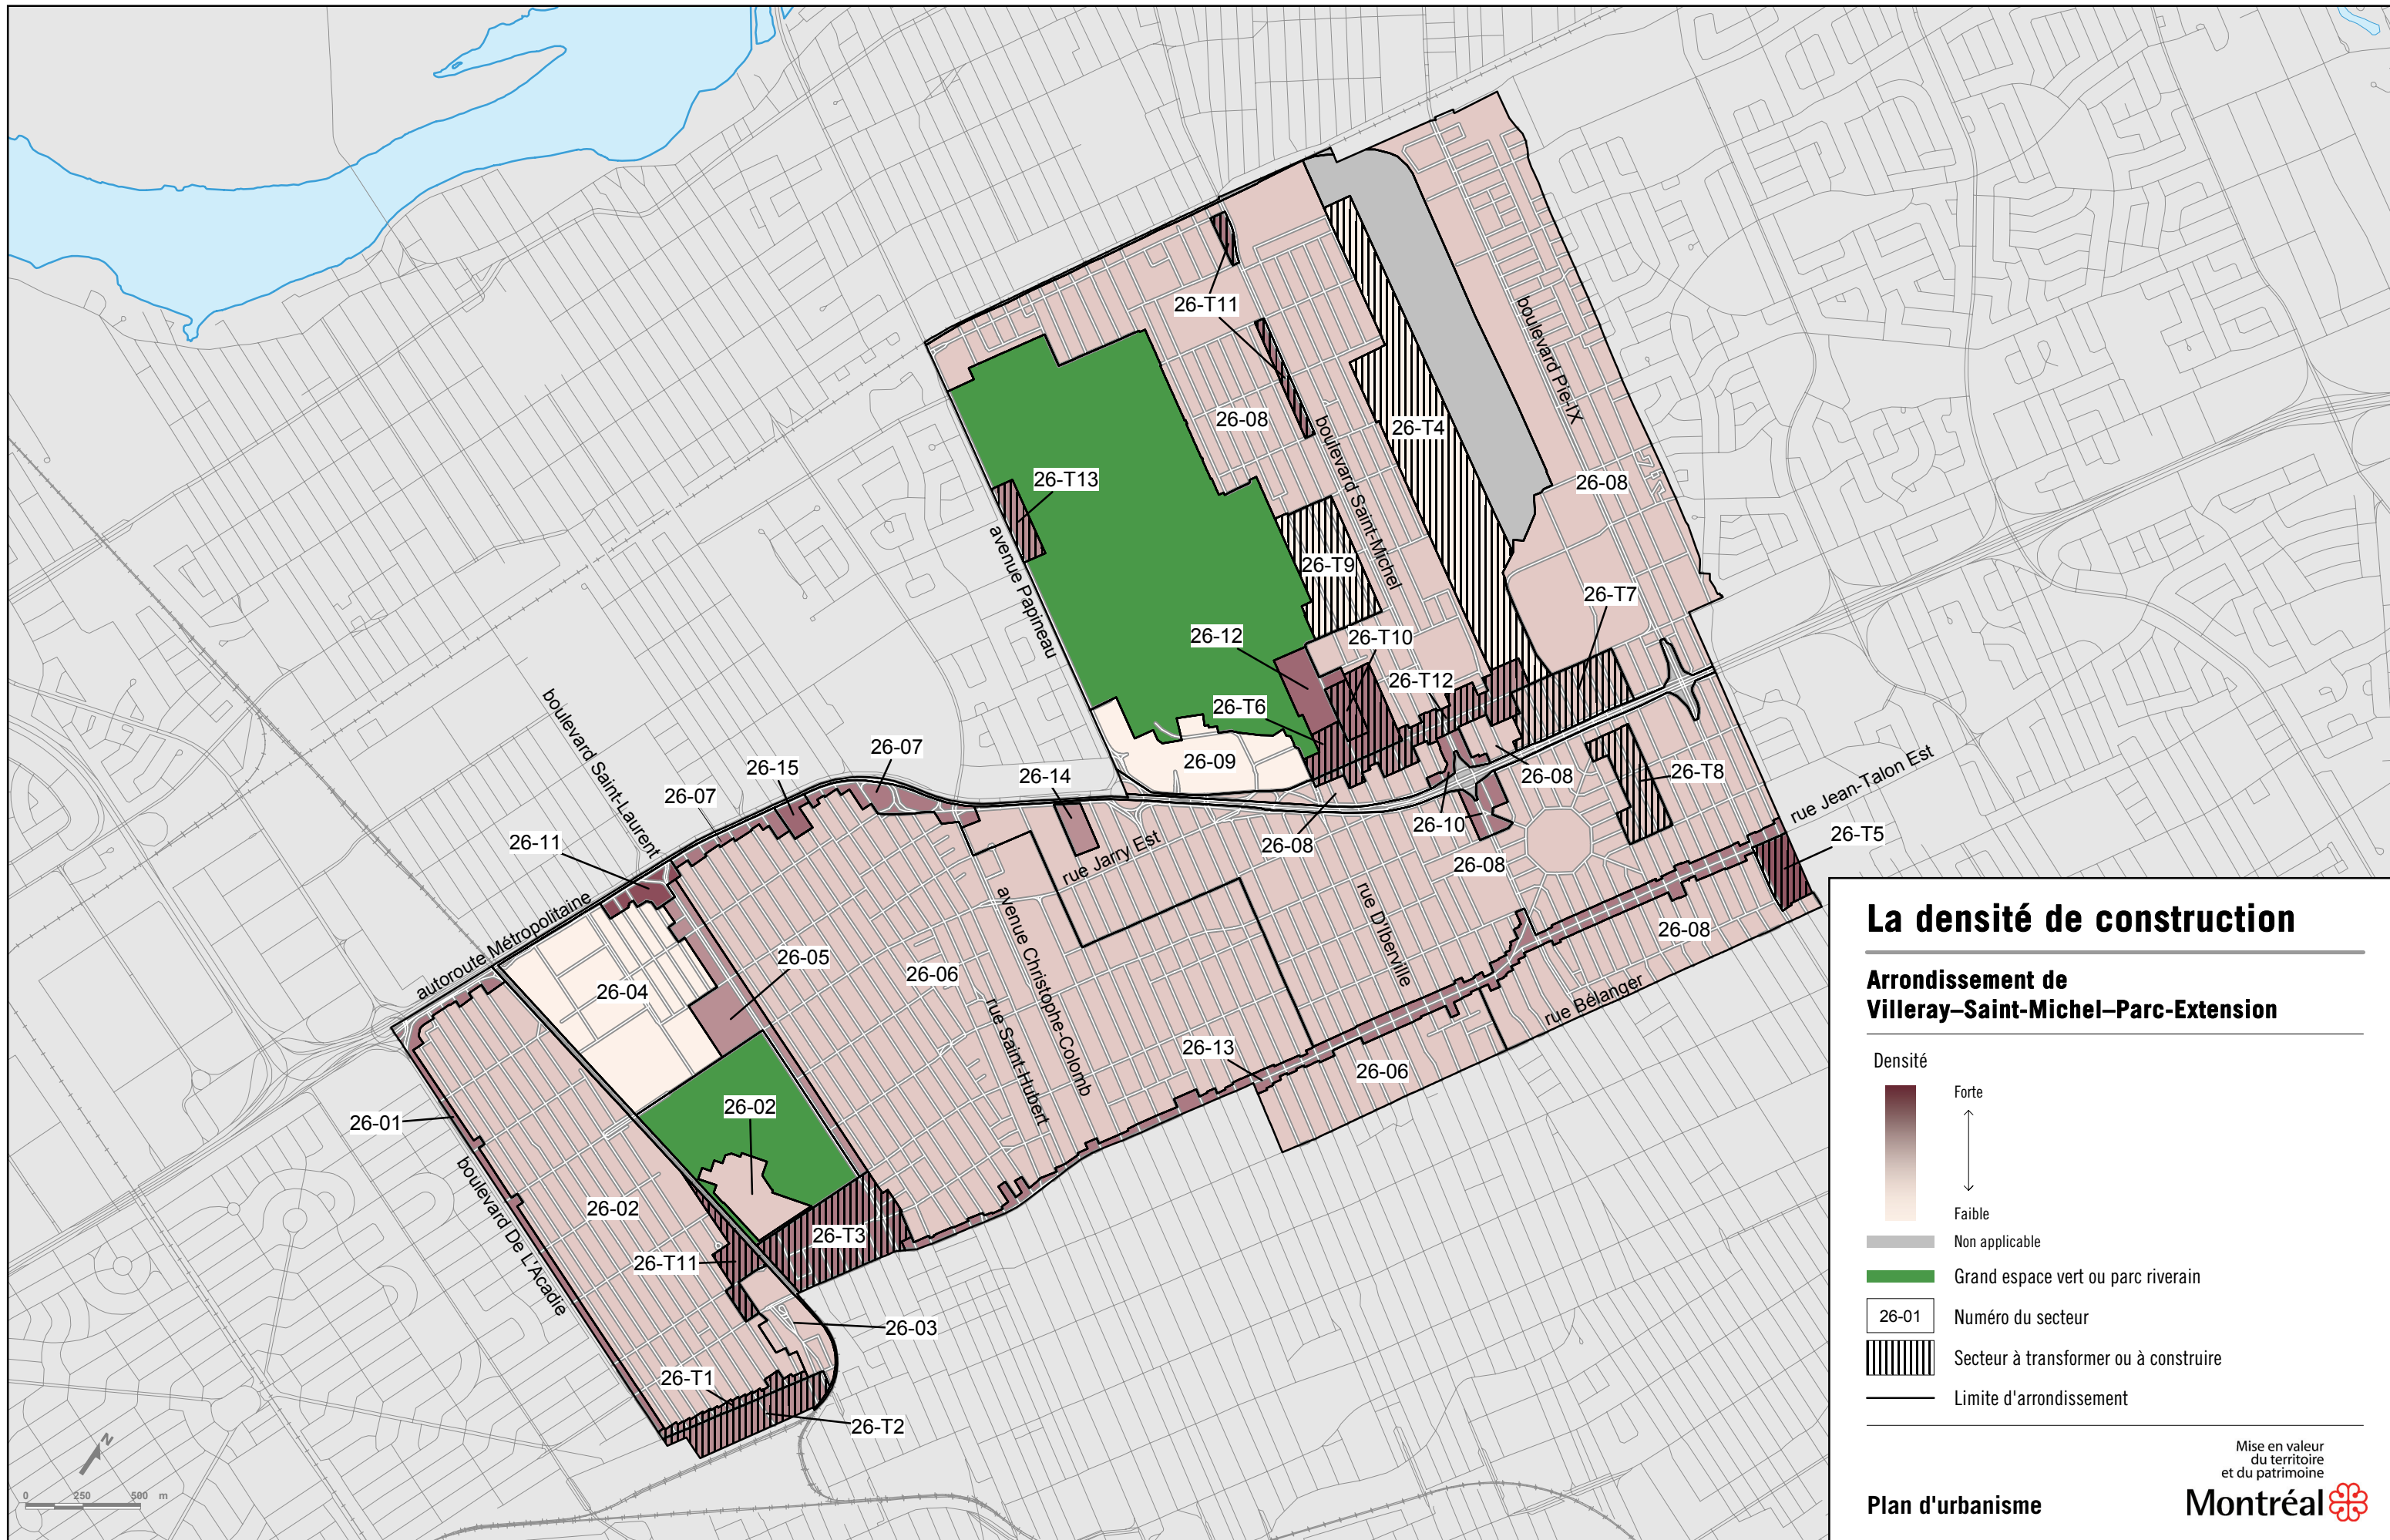 26-T11
boulevard Pie-IX
26-08
boulevard Saint-Michel
26-T4
26-T13
26-08
avenue Papineau
26-T9
26-T7
26-12
26-T10
26-T12
26-T6
boulevard Saint-Laurent
26-07
26-15
26-07
26-14
26-09
26-08
26-T8
rue Jean-Talon Est
26-11
rue Jarry Est
26-08
26-10
26-T5
26-08
autoroute Métropolitaine
26-04
26-05
26-06
avenue Christophe-Colomb
rue D'Iberville
26-08
rue Bélanger
rue Saint-Hubert
26-13
26-06
26-01
26-02
boulevard De L'Acadie
26-02
26-T3
26-T11
26-03
26-T1
26-T2
N
0 250 500 m
La densité de construction
Arrondissement de
Villeray–Saint-Michel–Parc-Extension
Densité
Forte
Faible
Non applicable
Grand espace vert ou parc riverain
26-01 Numéro du secteur
Secteur à transformer ou à construire
Limite d'arrondissement
Mise en valeur
du territoire
et du patrimoine
Plan d'urbanisme
Montréal